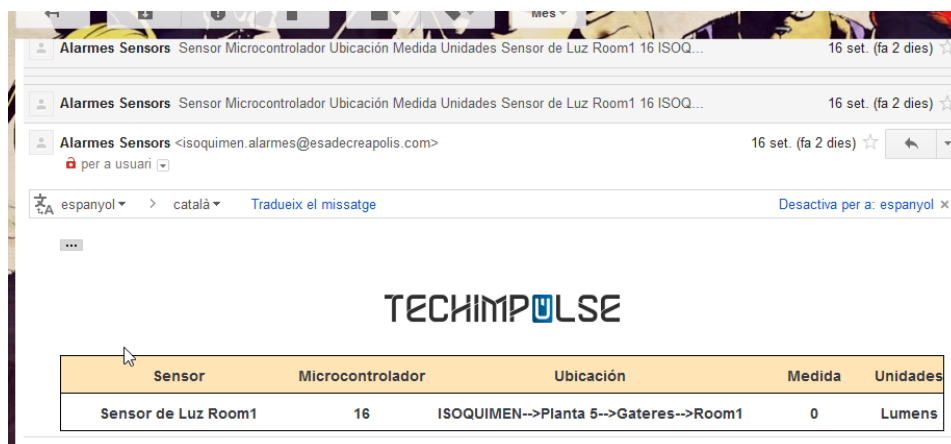 Més
Alarmes Sensors Sensor Microcontrolador Ubicación Medida Unidades Sensor de Luz Room1 16 ISOQ... 16 set. (fa 2 dies)
Alarmes Sensors Sensor Microcontrolador Ubicación Medida Unidades Sensor de Luz Room1 16 ISOQ... 16 set. (fa 2 dies)
Alarmes Sensors <isoquimen.alarmes@esadecreapolis.com> 16 set. (fa 2 dies)
per a usuari
espanyol > català Tradueix el missatge Desactiva per a: espanyol ×
...
TECHIMPULSE
Sensor Microcontrolador Ubicación Medida Unidades
Sensor de Luz Room1 16 ISOQUIMEN-->Planta 5-->Gateres-->Room1 0 Lumens